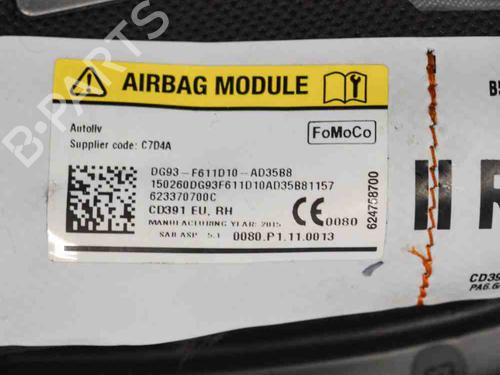 AIRBAG MODULE
Autoliv
Supplier code: C7D4A
FoMoCo
DG93-F611D10-AD35B8
150260DG93F611D10AD35B81157
623370700C
CD391 EU, RH
MANUFACTURING YEAR: 2015
SAB ASP 5.1
0080.P1.11.0013
CE 0080
624758700
B-PARTS
CD39